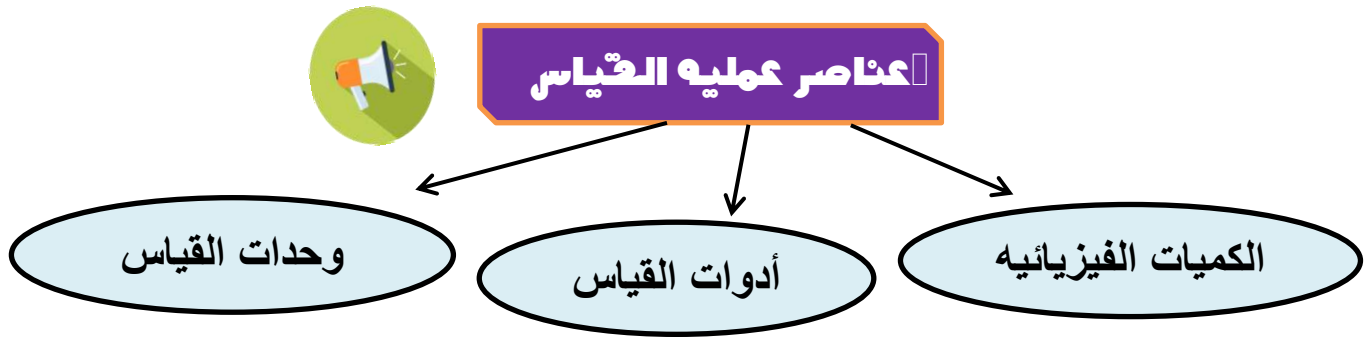 عناصر عمليه القياس
الكميات الفيزيائيه
أدوات القياس
وحدات القياس